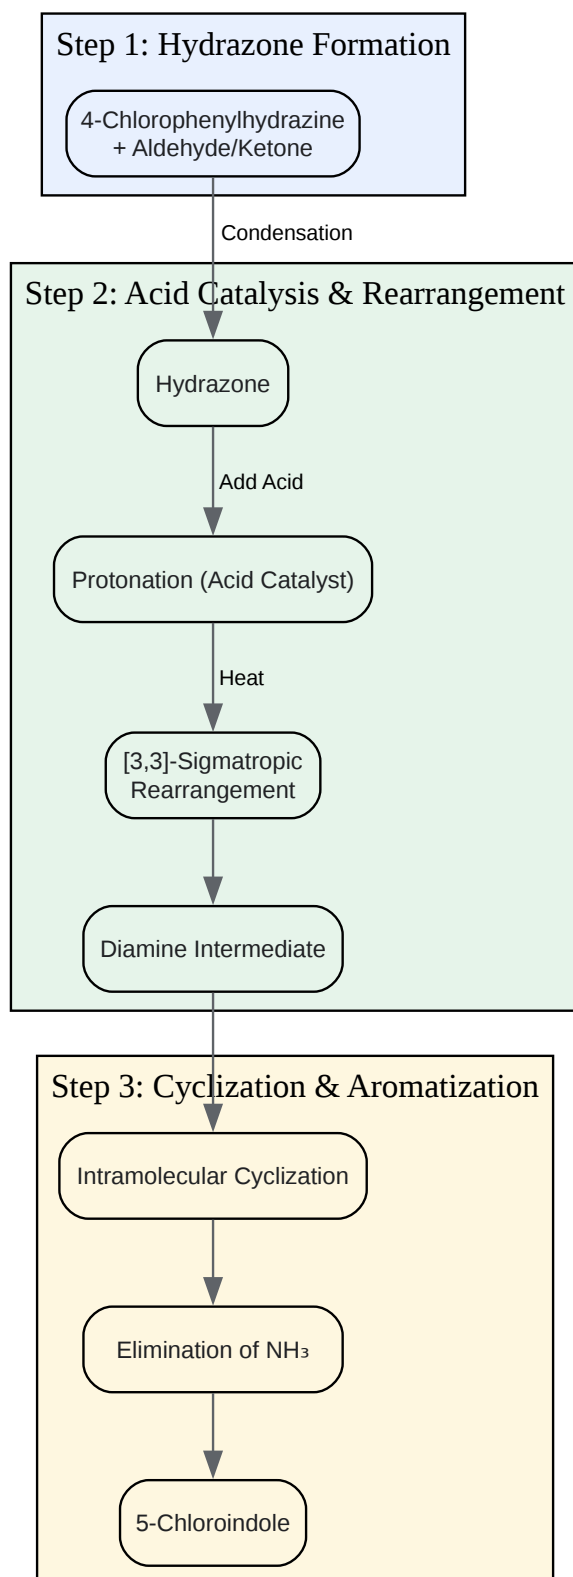 Step 1: Hydrazone Formation
4-Chlorophenylhydrazine
+ Aldehyde/Ketone
Condensation
Step 2: Acid Catalysis & Rearrangement
Hydrazone
Add Acid
Protonation (Acid Catalyst)
Heat
[3,3]-Sigmatropic
Rearrangement
Diamine Intermediate
Step 3: Cyclization & Aromatization
Intramolecular Cyclization
Elimination of NH₃
5-Chloroindole